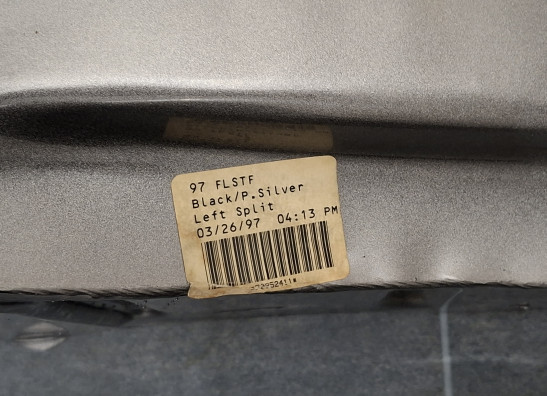 97 FLSTF
Black/P.Silver
Left Split
03/26/97 04:13 PM